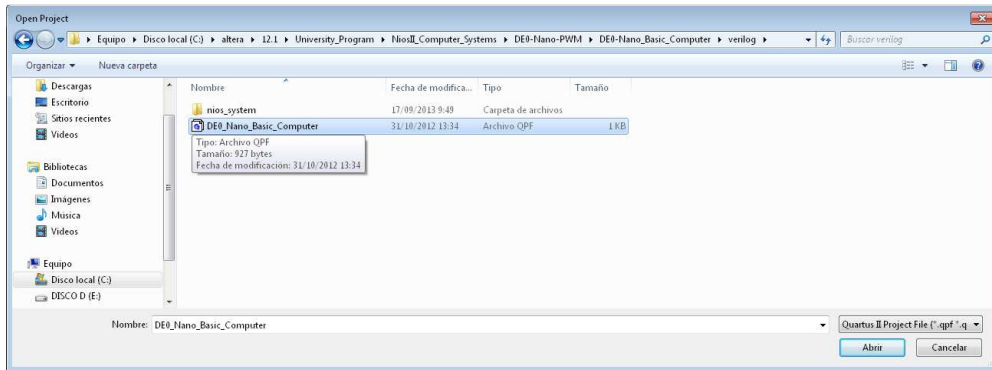 Open Project
Equipo ▸ Disco local (C:) ▸ altera ▸ 12.1 ▸ University_Program ▸ NiosII_Computer_Systems ▸ DE0-Nano-PWM ▸ DE0-Nano_Basic_Computer ▸ verilog ▸ Buscar verilog
Organizar Nueva carpeta
Descargas
Escritorio
Sitios recientes
Videos
Bibliotecas
Documentos
Imágenes
Música
Videos
Equipo
Disco local (C:)
DISCO D (E:)
Nombre Fecha de modifica... Tipo Tamaño
nios_system 17/09/2013 9:49 Carpeta de archivos
DE0_Nano_Basic_Computer 31/10/2012 13:34 Archivo QPF 1 KB
Tipo: Archivo QPF
Tamaño: 927 bytes
Fecha de modificación: 31/10/2012 13:34
Nombre: DE0_Nano_Basic_Computer Quartus II Project File (*.qpf *.q
Abrir Cancelar